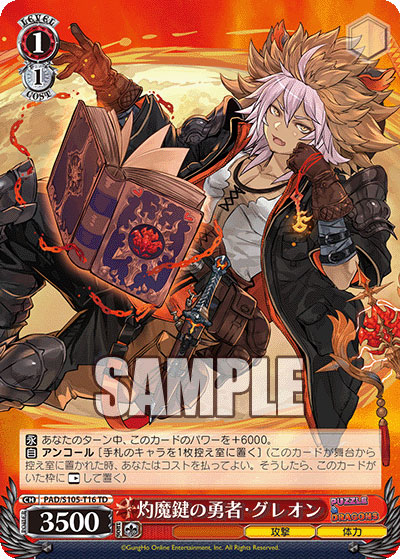 LEVEL
1
1
COST
SAMPLE
永 あなたのターン中、このカードのパワーを+6000。
自 アンコール [手札のキャラを1枚控え室に置く] (このカードが舞台から
控え室に置かれた時、あなたはコストを払ってよい。そうしたら、このカードが
いた枠にレストして置く)
CH PAD/S105-T16 TD
灼魔鍵の勇者・グレオン
3500
攻撃
体力
PUZZLE & DRAGONS
©GungHo Online Entertainment, Inc. All Rights Reserved.